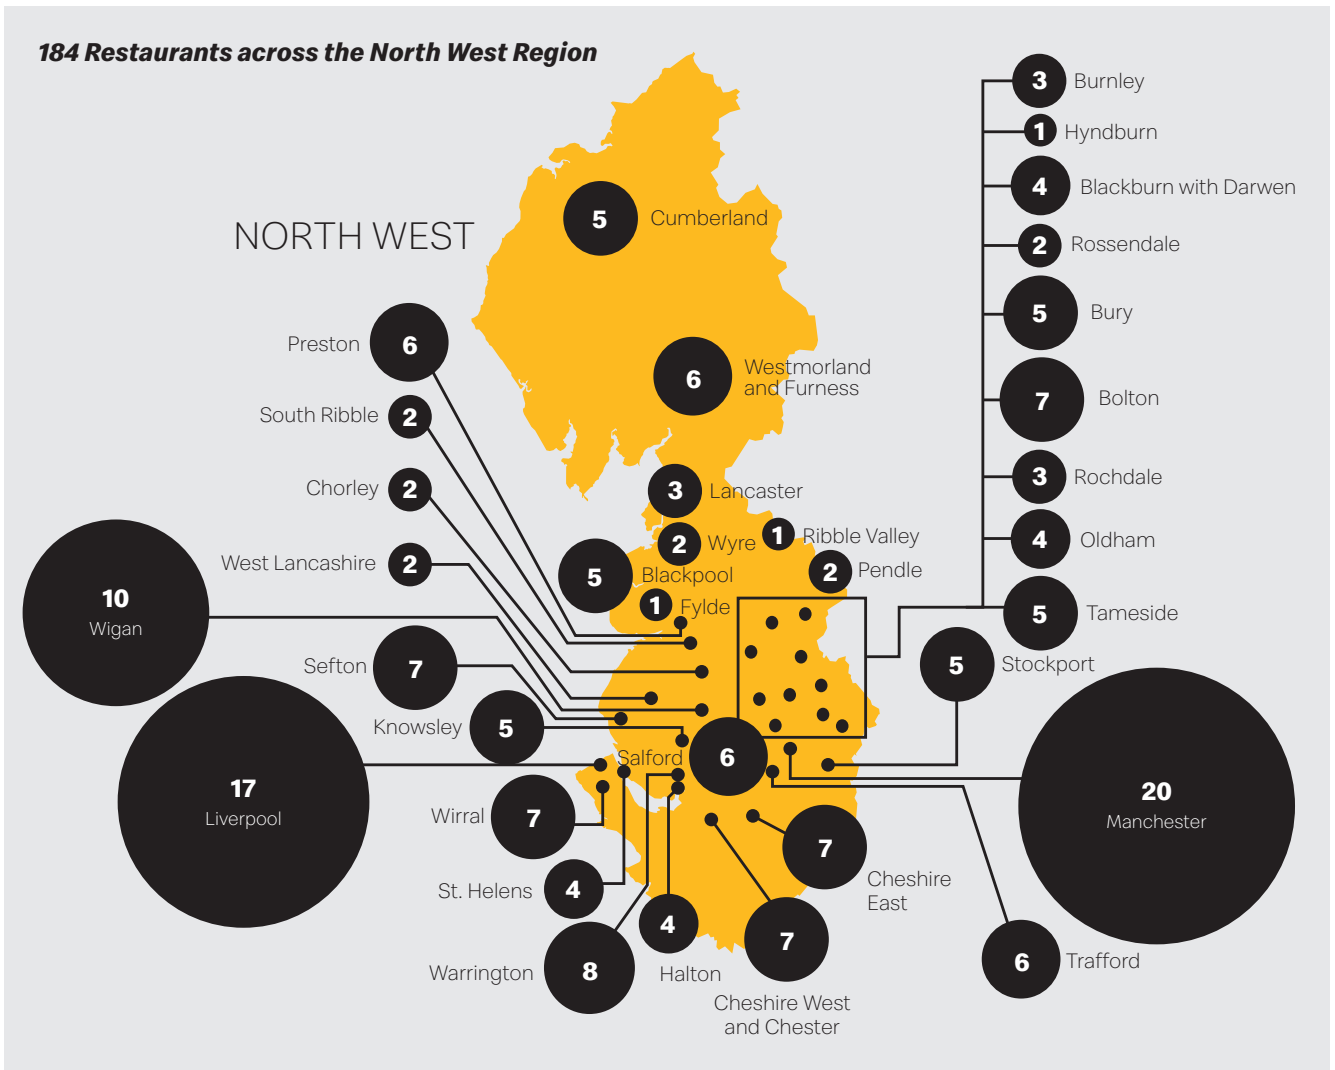 184 Restaurants across the North West Region
NORTH WEST
5
Cumberland
6
Westmorland
and Furness
3
Lancaster
2
Wyre
1
Ribble Valley
5
Blackpool
2
Pendle
1
Fylde
Preston
6
South Ribble
2
Chorley
2
West Lancashire
2
10
Wigan
Sefton
7
Knowsley
5
17
Liverpool
Salford
6
Wirral
7
St. Helens
4
Warrington
8
4
Halton
7
Cheshire West
and Chester
7
Cheshire
East
3
Burnley
1
Hyndburn
4
Blackburn with Darwen
2
Rossendale
5
Bury
7
Bolton
3
Rochdale
4
Oldham
5
Tameside
5
Stockport
20
Manchester
6
Trafford